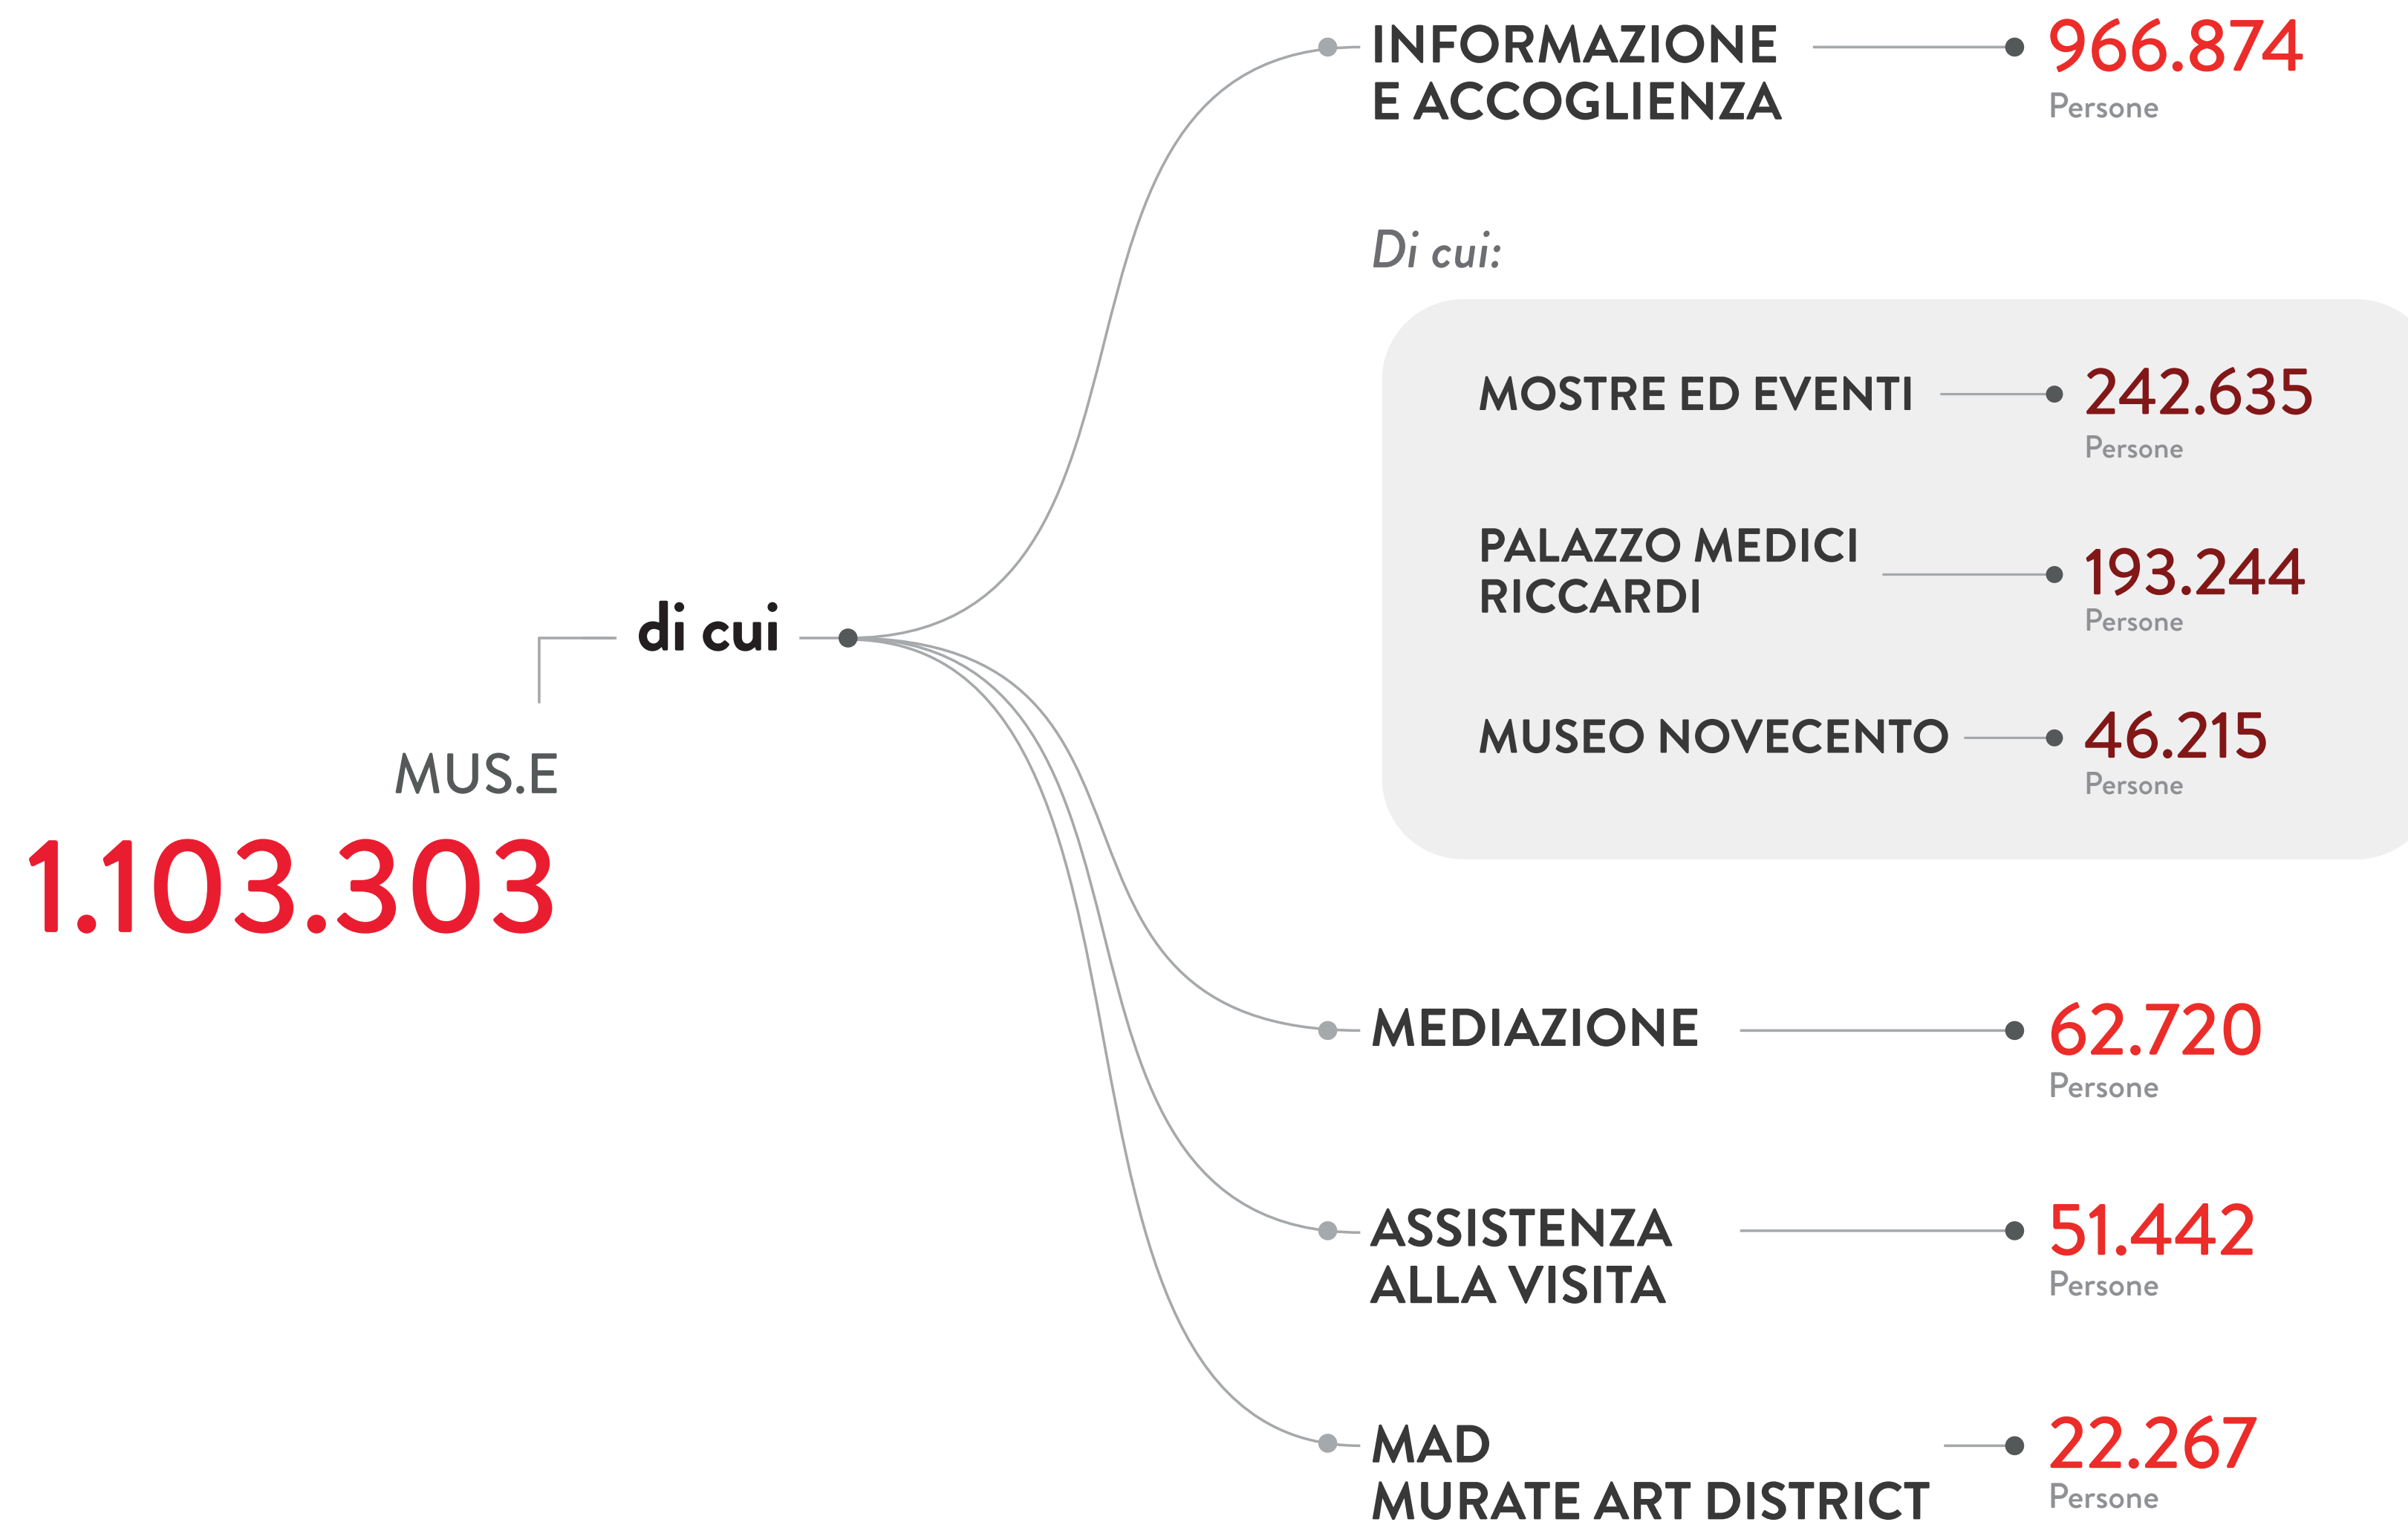 INFORMAZIONE
E ACCOGLIENZA
966.874
Persone
Di cui:
MOSTRE ED EVENTI
242.635
Persone
PALAZZO MEDICI
RICCARDI
193.244
Persone
MUSEO NOVECENTO
46.215
Persone
di cui
MUS.E
1.103.303
MEDIAZIONE
62.720
Persone
ASSISTENZA
ALLA VISITA
51.442
Persone
MAD
MURATE ART DISTRICT
22.267
Persone